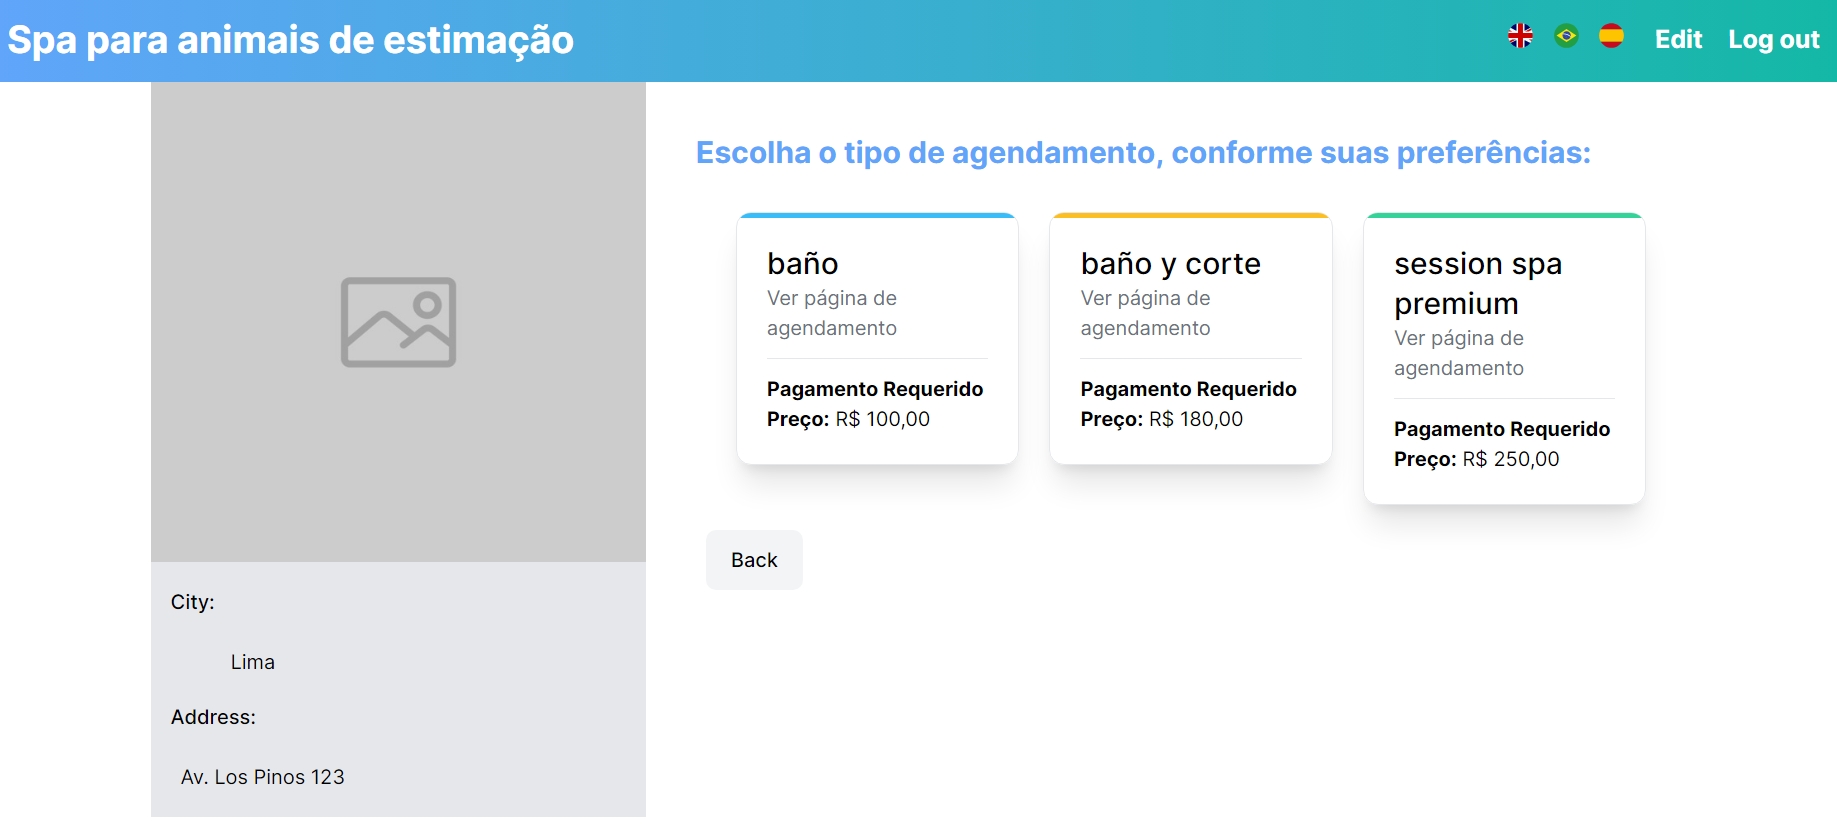 Spa para animais de estimação
Edit
Log out
Escolha o tipo de agendamento, conforme suas preferências:
baño
Ver página de
agendamento
Pagamento Requerido
Preço: R$ 100,00
baño y corte
Ver página de
agendamento
Pagamento Requerido
Preço: R$ 180,00
session spa
premium
Ver página de
agendamento
Pagamento Requerido
Preço: R$ 250,00
Back
City:
Lima
Address:
Av. Los Pinos 123